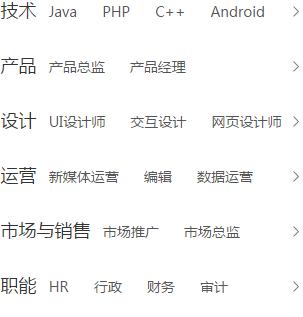 技术 Java PHP C++ Android
产品 产品总监 产品经理
设计 UI设计师 交互设计 网页设计师
运营 新媒体运营 编辑 数据运营
市场与销售 市场推广 市场总监
职能 HR 行政 财务 审计